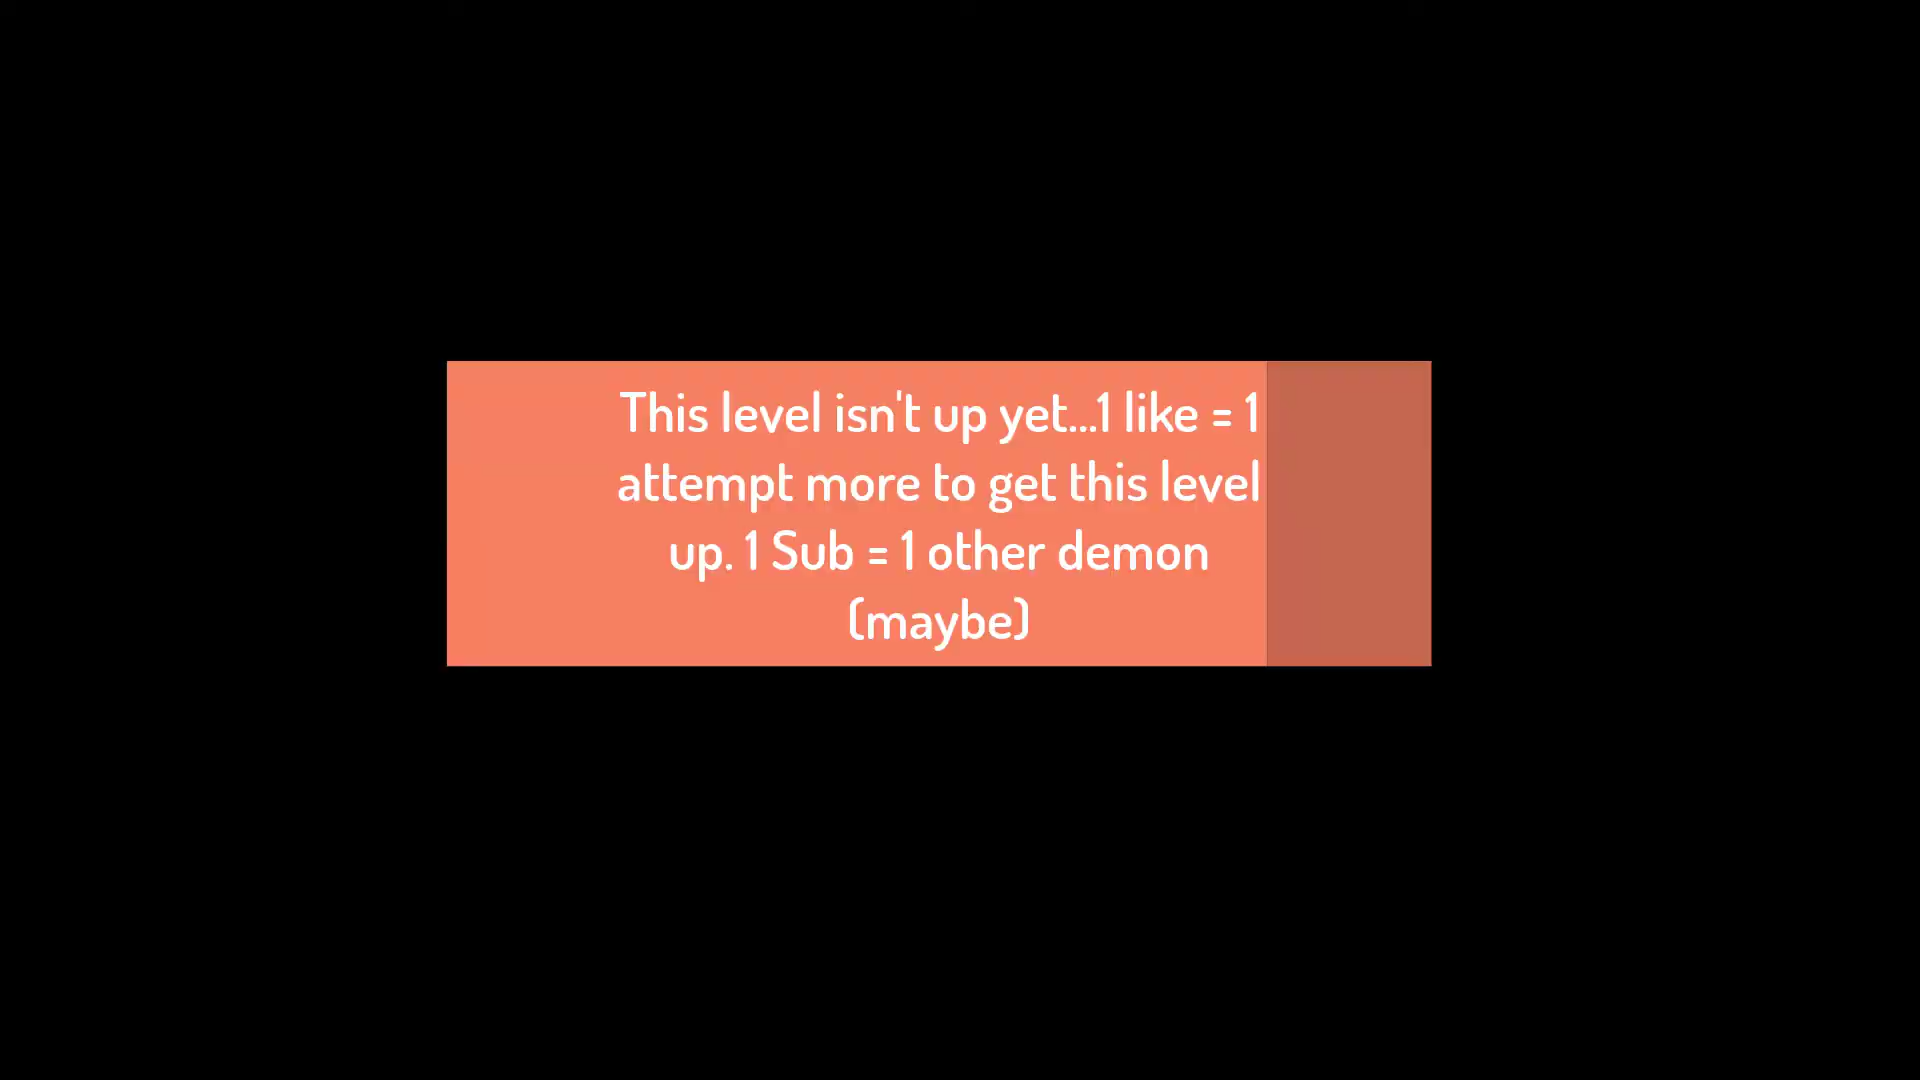 This level isn't up yet...1 like = 1
attempt more to get this level
up. 1 Sub = 1 other demon
(maybe)